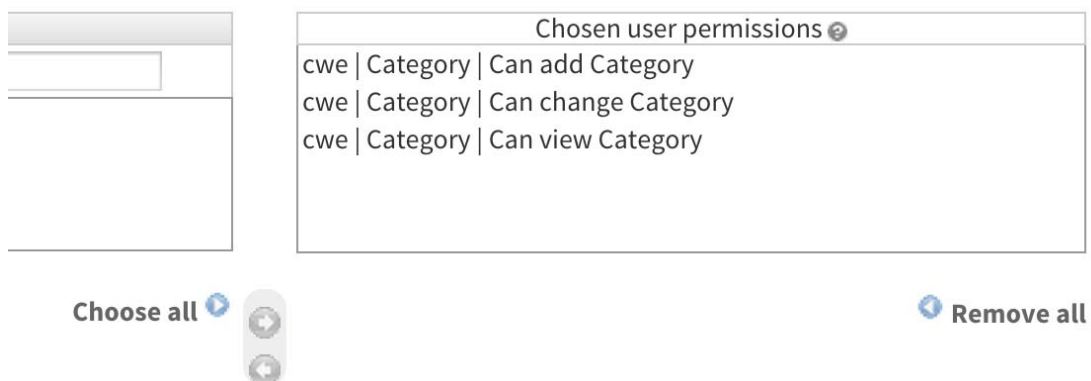 Chosen user permissions
cwe | Category | Can add Category
cwe | Category | Can change Category
cwe | Category | Can view Category
Choose all
Remove all